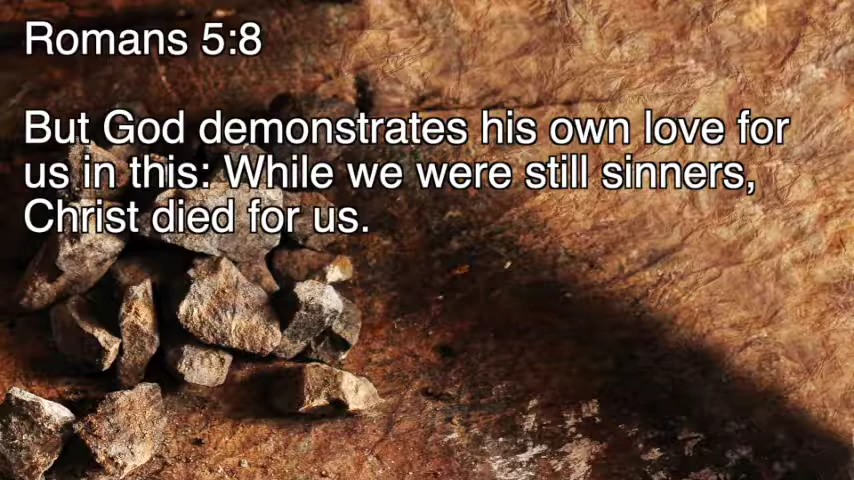 Romans 5:8
But God demonstrates his own love for
us in this: While we were still sinners,
Christ died for us.